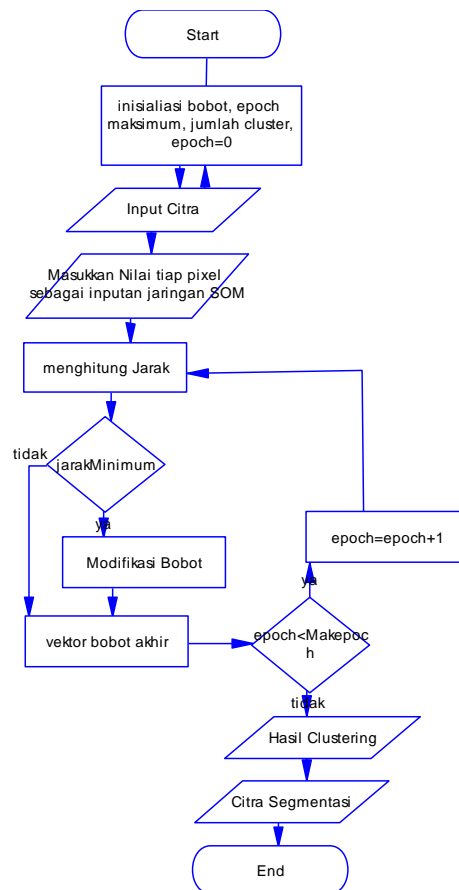 Start
inisialiasi bobot, epoch
maksimum, jumlah cluster,
epoch=0
Input Citra
Masukkan Nilai tiap pixel
sebagai inputan jaringan SOM
menghitung Jarak
tidak
jarakMinimum
ya
Modifikasi Bobot
epoch=epoch+1
ya
vektor bobot akhir
epoch<Makepoc
h
tidak
Hasil Clustering
Citra Segmentasi
End